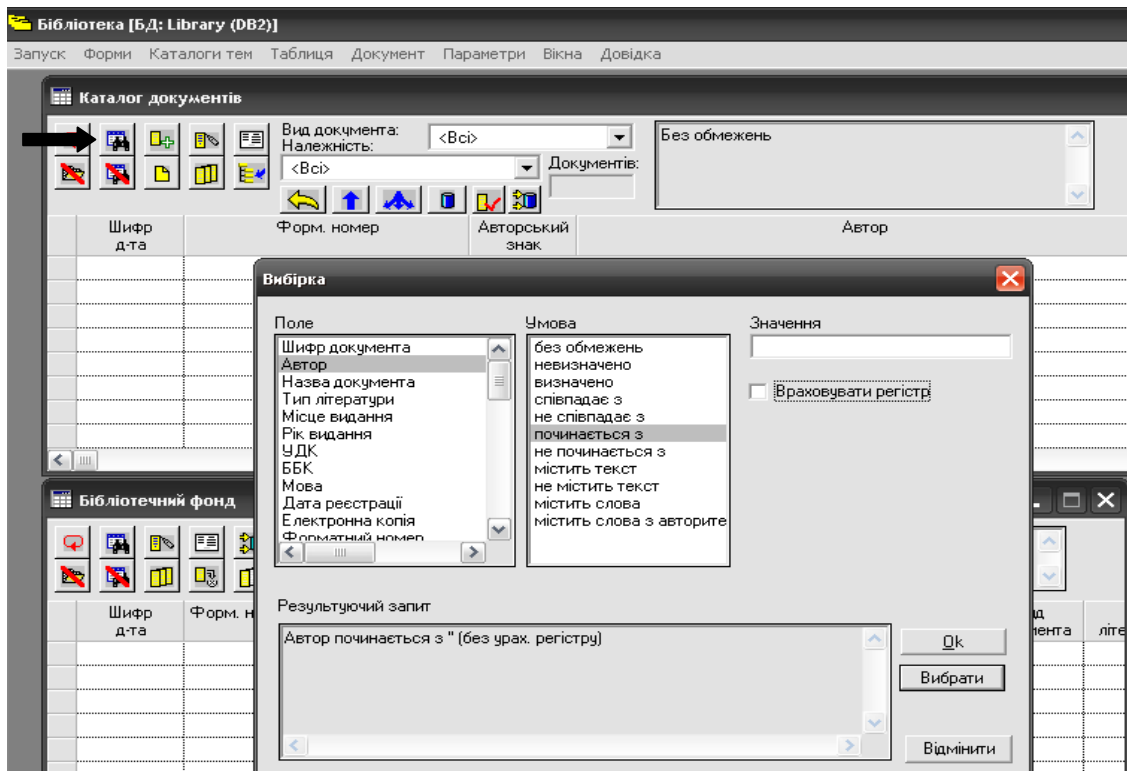 Бібліотека [БД: Library (DB2)]
Запуск Форми Каталоги тем Таблиця Документ Параметри Вікна Довідка
Каталог документів
Вид документа: <Всі>
Належність:
<Всі>
Документів:
Без обмежень
Шифр д-та
Форм. номер
Авторський знак
Автор
Вибірка
Поле
Шифр документа
Автор
Назва документа
Тип літератури
Місце видання
Рік видання
УДК
ББК
Мова
Дата реєстрації
Електронна копія
Форматний номер
Умова
без обмежень
невизначено
визначено
співпадає з
не співпадає з
починається з
не починається з
містить текст
не містить текст
містить слова
містить слова з авторите
Значення
Враховувати регістр
Результуючий запит
Автор починається з '' (без урах. регістру)
Ok
Вибрати
Відмінити
Бібліотечний фонд
Шифр д-та
Форм. н